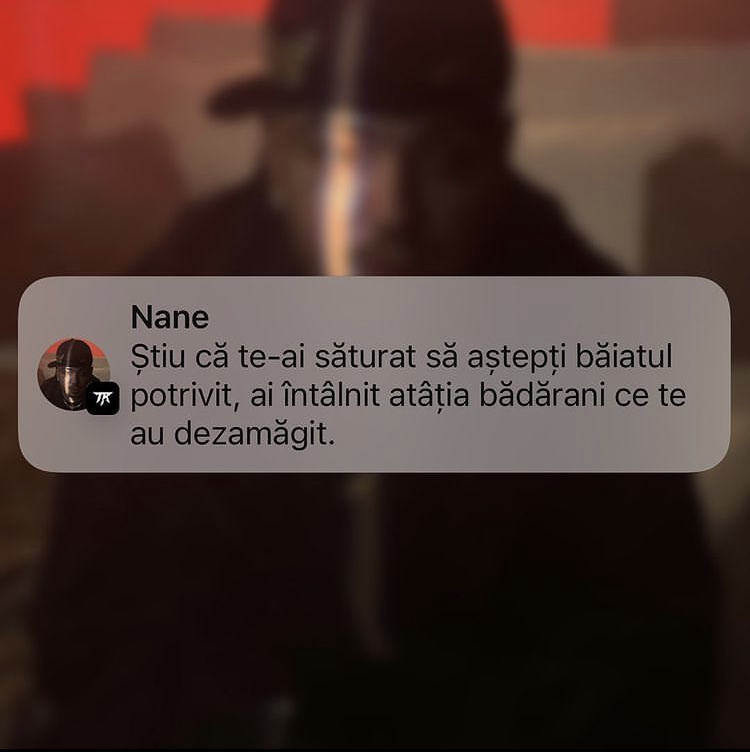 Nane
Știu că te-ai săturat să aștepți băiatul
potrivit, ai întâlnit atâția bădărani ce te
au dezamăgit.